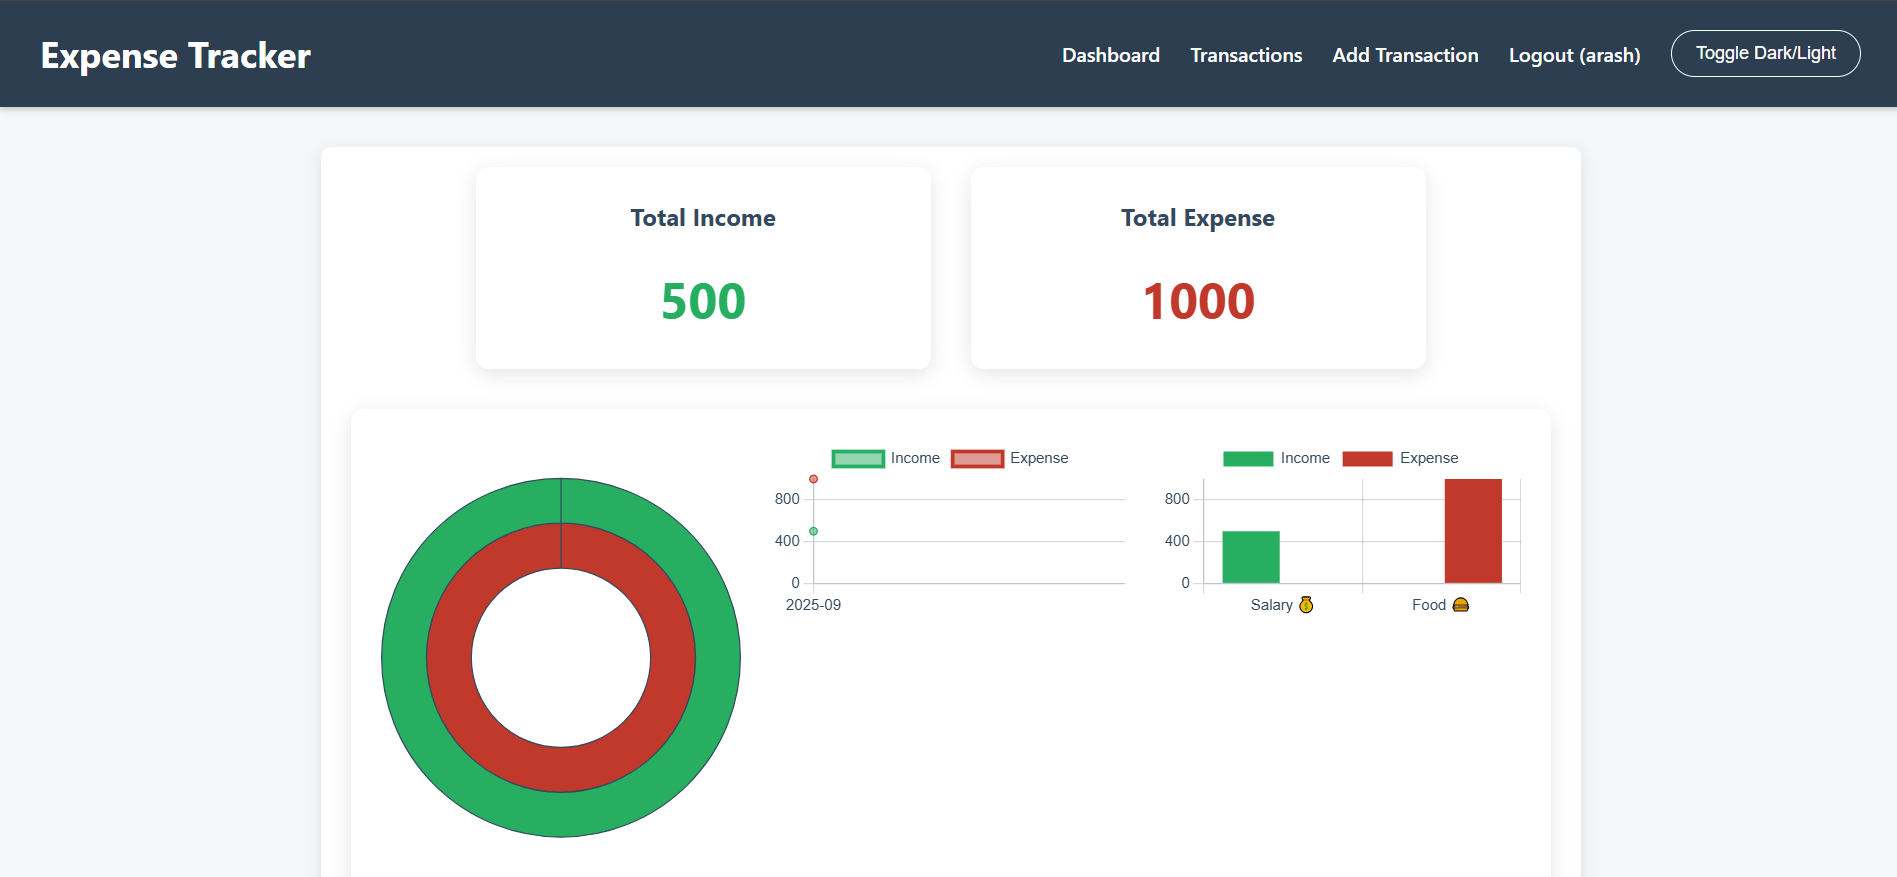 Expense Tracker
Dashboard Transactions Add Transaction Logout (arash) Toggle Dark/Light
Total Income
500
Total Expense
1000
Income Expense
800
400
0
2025-09
Income Expense
800
400
0
Salary 💰 Food 🍔